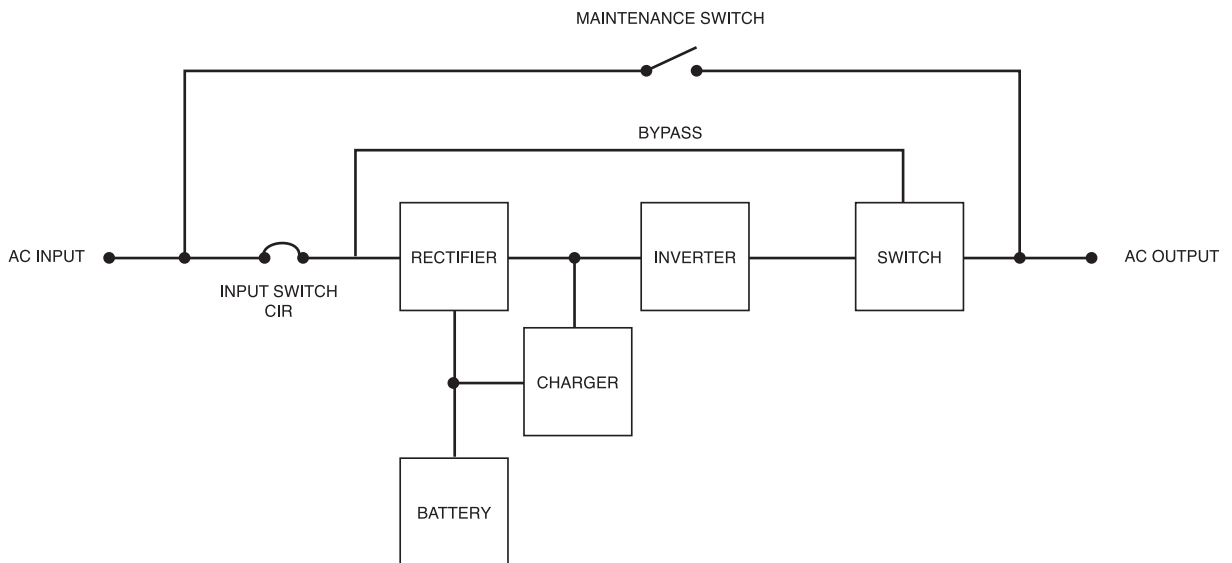 MAINTENANCE SWITCH
BYPASS
AC INPUT
RECTIFIER
INVERTER
SWITCH
AC OUTPUT
INPUT SWITCH
CIR
CHARGER
BATTERY